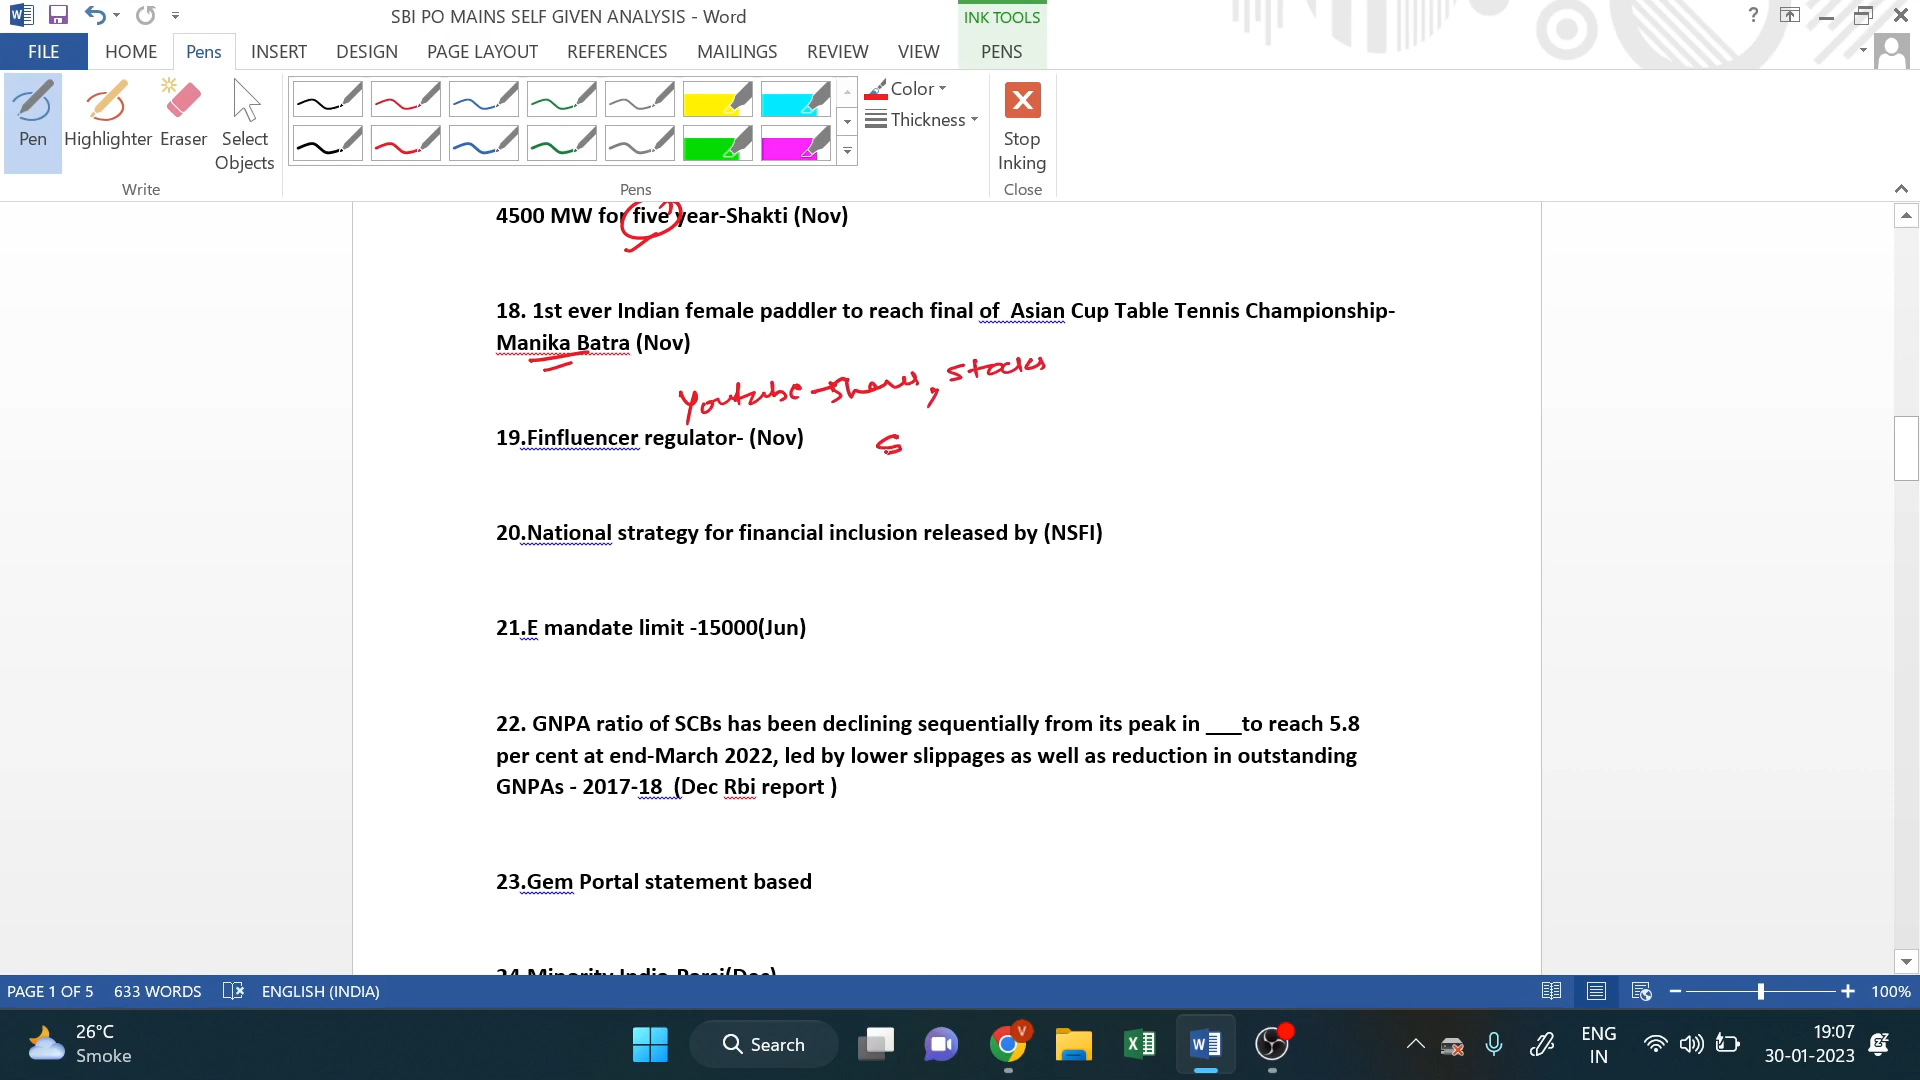 SBI PO MAINS SELF GIVEN ANALYSIS - Word
INK TOOLS
?
FILE
HOME
Pens
INSERT
DESIGN
PAGE LAYOUT
REFERENCES
MAILINGS
REVIEW
VIEW
PENS
Pen
Highlighter
Eraser
Select
Objects
Color
Thickness
Stop
Inking
Write
Pens
Close
4500 MW for five year-Shakti (Nov)
18. 1st ever Indian female paddler to reach final of Asian Cup Table Tennis Championship-
Manika Batra (Nov)
Youtube - shares, stocks
19.Finfluencer regulator- (Nov)
S
20.National strategy for financial inclusion released by (NSFI)
21.E mandate limit -15000(Jun)
22. GNPA ratio of SCBs has been declining sequentially from its peak in ___to reach 5.8
per cent at end-March 2022, led by lower slippages as well as reduction in outstanding
GNPAs - 2017-18 (Dec Rbi report )
23.Gem Portal statement based
24.Minority India-Parsi(Dec)
PAGE 1 OF 5
633 WORDS
ENGLISH (INDIA)
100%
26°C
Smoke
Search
V
ENG
IN
19:07
30-01-2023